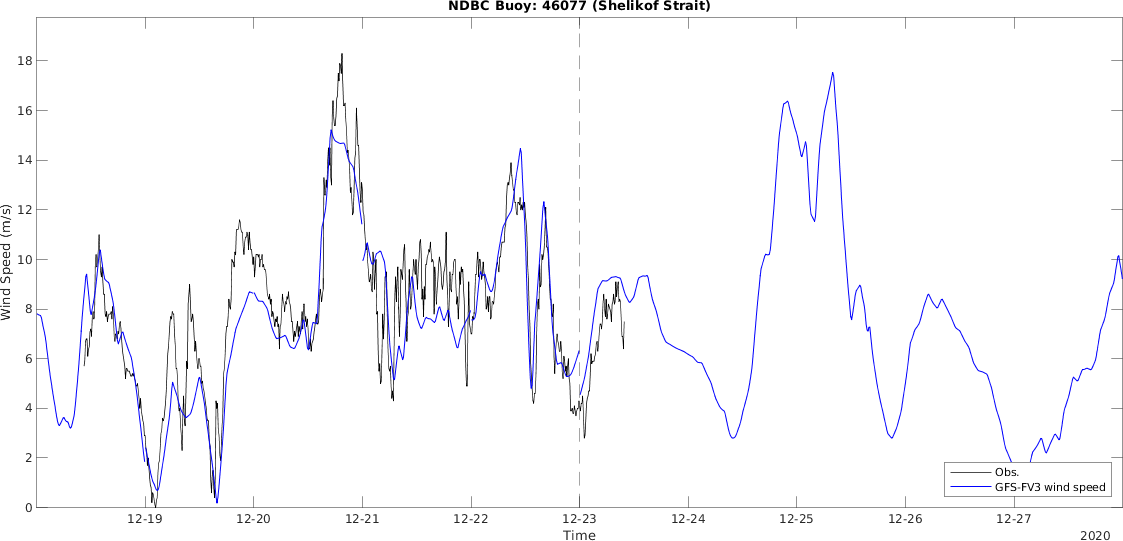 NDBC Buoy: 46077 (Shelikof Strait)
Wind Speed (m/s)
18
16
14
12
10
8
6
4
2
0
Obs.
GFS-FV3 wind speed
12-19 12-20 12-21 12-22 12-23 12-24 12-25 12-26 12-27
Time
2020